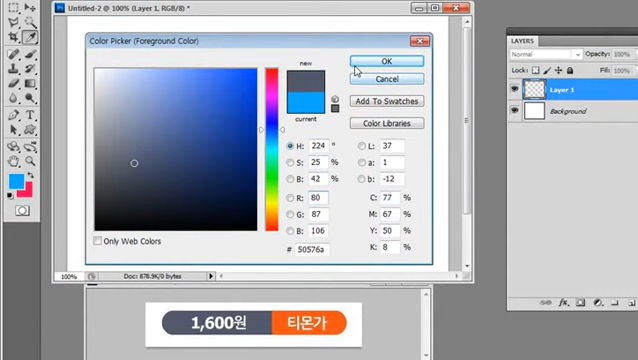 Untitled-2 @ 100% (Layer 1, RGB/8) *
Color Picker (Foreground Color)
new
current
OK
Cancel
Add To Swatches
Color Libraries
H: 224 °
S: 25 %
B: 42 %
R: 80
G: 87
B: 106
# 50576a
L: 37
a: 1
b: -12
C: 77 %
M: 67 %
Y: 50 %
K: 8 %
Only Web Colors
100%
Doc: 878.9K/0 bytes
LAYERS
Normal
Opacity: 100%
Lock:
Fill: 100%
Layer 1
Background
fx
1,600원
티몬가